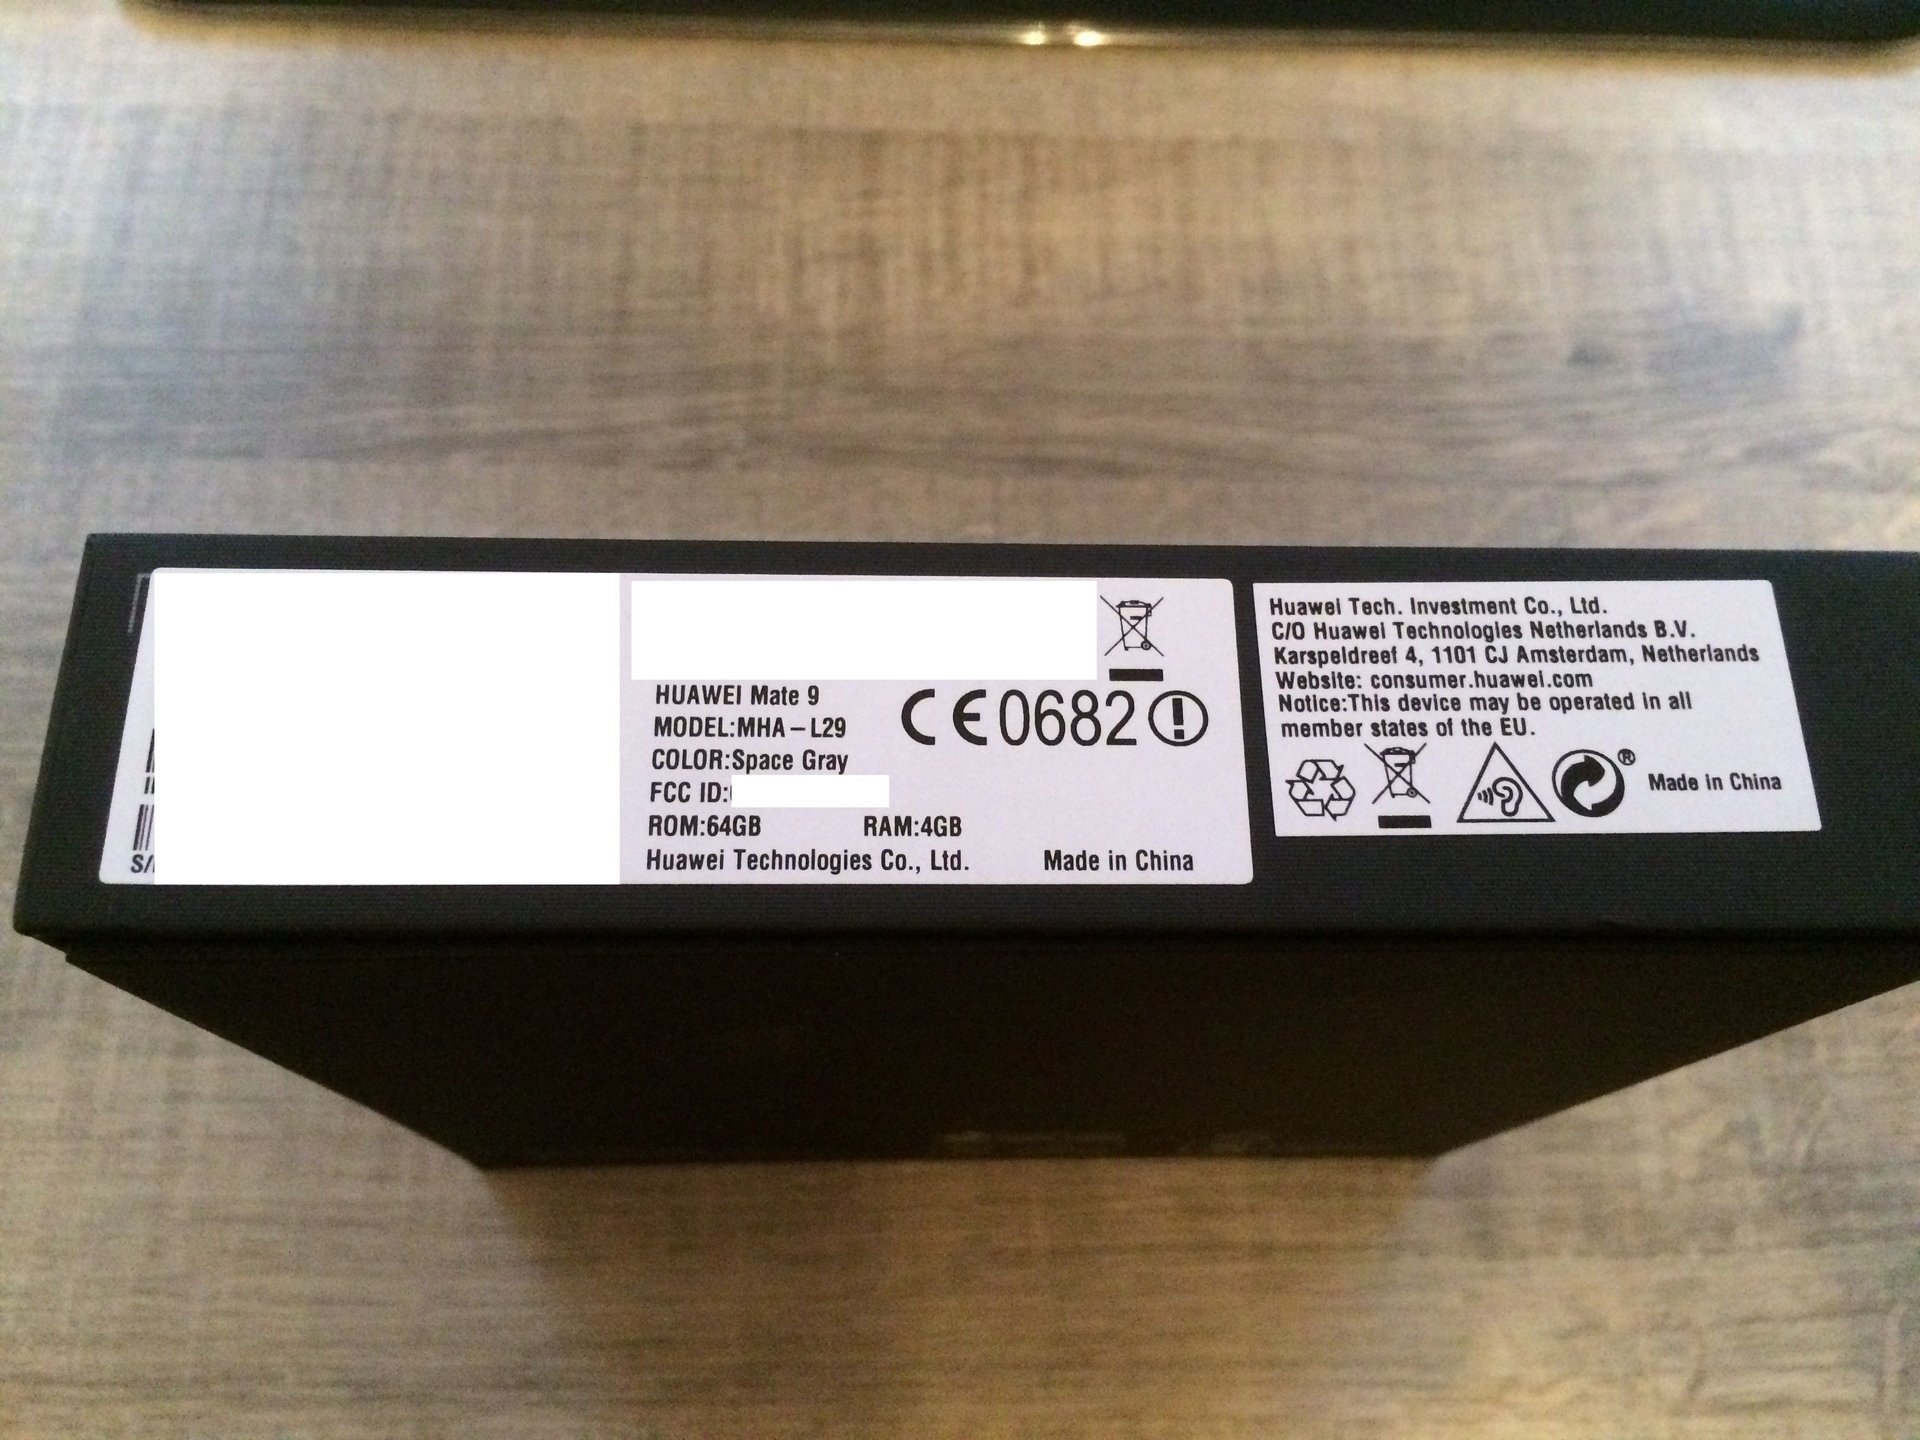 S/
HUAWEI Mate 9
MODEL:MHA-L29
COLOR:Space Gray
FCC ID:
ROM:64GB RAM:4GB
Huawei Technologies Co., Ltd. Made in China
CE0682
Huawei Tech. Investment Co., Ltd.
C/O Huawei Technologies Netherlands B.V.
Karspeldreef 4, 1101 CJ Amsterdam, Netherlands
Website: consumer.huawei.com
Notice:This device may be operated in all
member states of the EU.
® Made in China